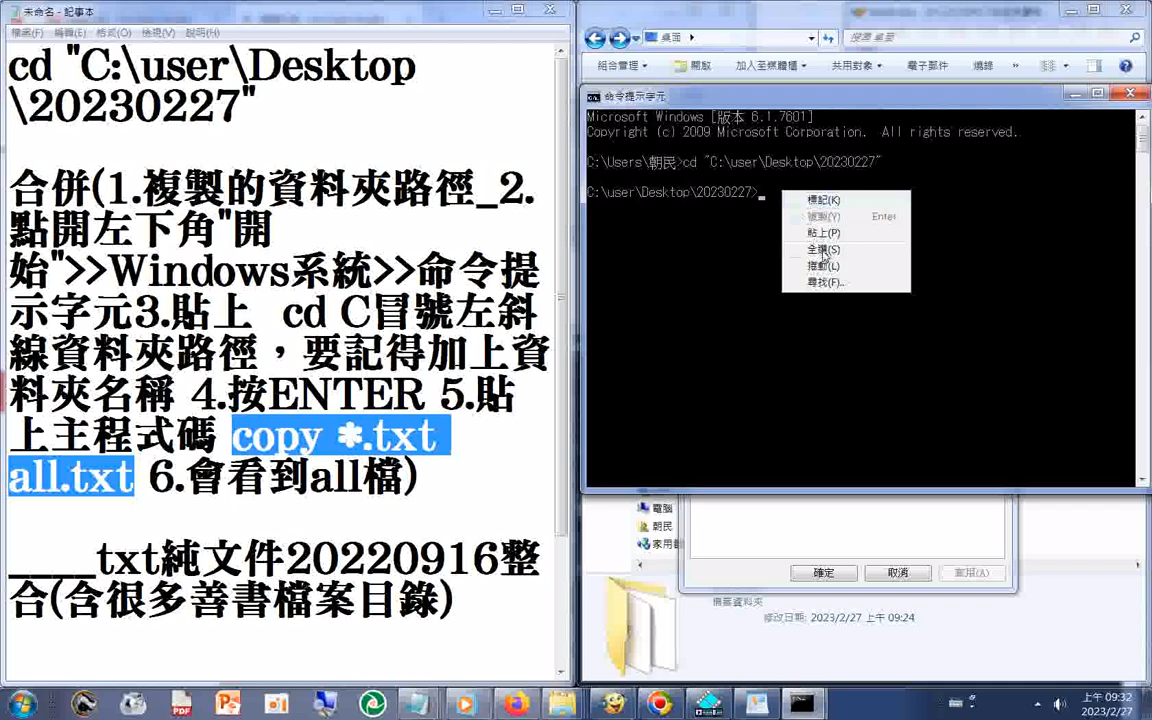 未命名 - 記事本
檔案(F) 編輯(E) 格式(O) 檢視(V) 說明(H)
cd "C:\user\Desktop
\20230227"
合併(1.複製的資料夾路徑_2.
點開左下角"開
始">>Windows系統>>命令提
示字元3.貼上 cd C冒號左斜
線資料夾路徑，要記得加上資
料夾名稱 4.按ENTER 5.貼
上主程式碼 copy *.txt
all.txt 6.會看到all檔)
____txt純文件20220916整
合(含很多善書檔案目錄)
桌面
搜尋 桌面
組合管理 開啟 加入至媒體櫃 共用對象 電子郵件 燒錄 »
命令提示字元
Microsoft Windows [版本 6.1.7601]
Copyright (c) 2009 Microsoft Corporation. All rights reserved.
C:\Users\朝民>cd "C:\user\Desktop\20230227"
C:\user\Desktop\20230227>
標記(K)
複製(Y) Enter
貼上(P)
全選(S)
捲動(L)
尋找(F)...
電腦
朝民
家用群
確定 取消 套用(A)
檔案資料夾
修改日期: 2023/2/27 上午 09:24
上午 09:32
2023/2/27